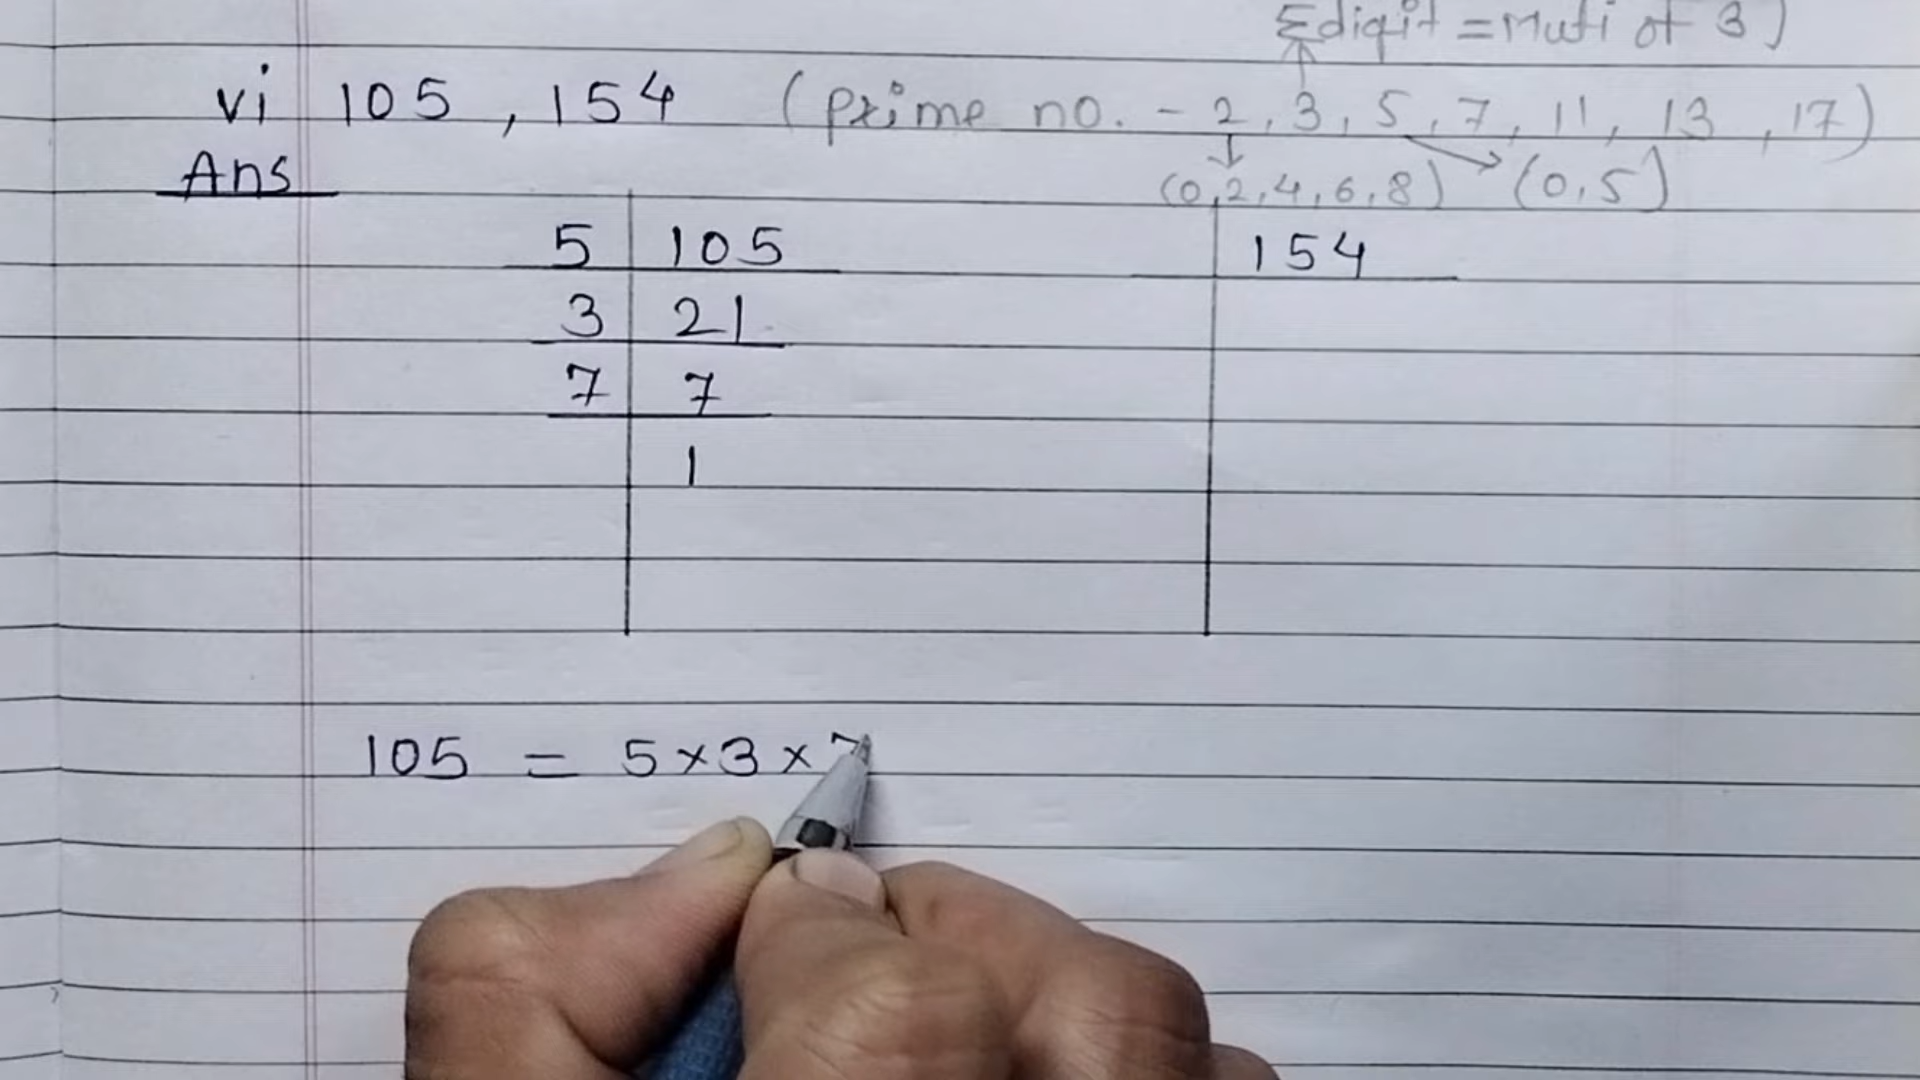 Σdigit = Multi of 3)
vi 105, 154 (prime no. - 2, 3, 5, 7, 11, 13, 17)
Ans (0,2,4,6,8) (0,5)
5 105 154
3 21
7 7
1
105 = 5×3×7